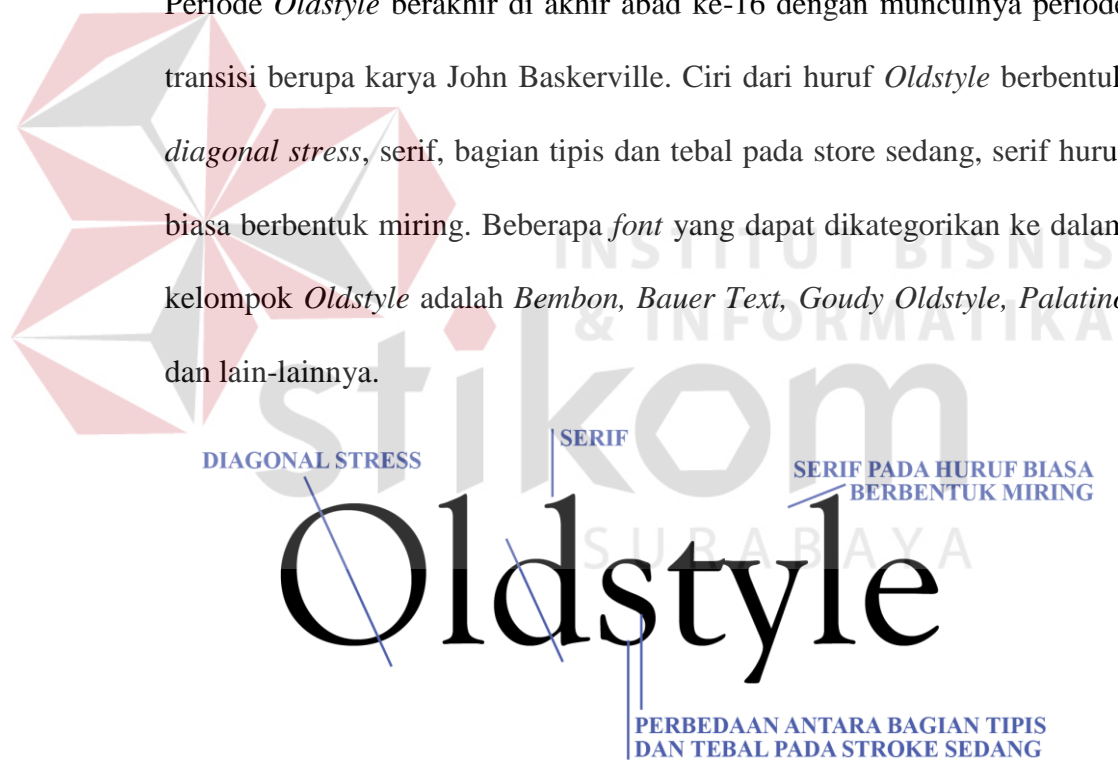 Periode Oldstyle berakhir di akhir abad ke-16 dengan munculnya periode
transisi berupa karya John Baskerville. Ciri dari huruf Oldstyle berbentuk
diagonal stress, serif, bagian tipis dan tebal pada store sedang, serif huruf
biasa berbentuk miring. Beberapa font yang dapat dikategorikan ke dalam
kelompok Oldstyle adalah Bembon, Bauer Text, Goudy Oldstyle, Palatino
dan lain-lainnya.
INSTITUT BISNIS
& INFORMATIKA
stikom
SURABAYA
SERIF
DIAGONAL STRESS
SERIF PADA HURUF BIASA
BERBENTUK MIRING
Oldstyle
PERBEDAAN ANTARA BAGIAN TIPIS
DAN TEBAL PADA STROKE SEDANG